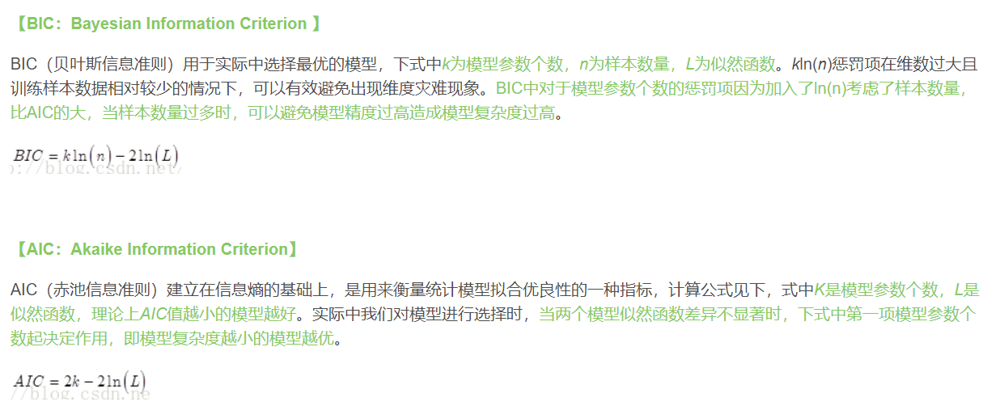 【BIC：Bayesian Information Criterion 】
BIC（贝叶斯信息准则）用于实际中选择最优的模型，下式中k为模型参数个数，n为样本数量，L为似然函数。kln(n)惩罚项在维数过大且
训练样本数据相对较少的情况下，可以有效避免出现维度灾难现象。BIC中对于模型参数个数的惩罚项因为加入了ln(n)考虑了样本数量，
比AIC的大，当样本数量过多时，可以避免模型精度过高造成模型复杂度过高。
BIC = k ln(n) − 2ln(L)
://blog.csdn.net/
【AIC：Akaike Information Criterion】
AIC（赤池信息准则）建立在信息熵的基础上，是用来衡量统计模型拟合优良性的一种指标，计算公式见下，式中K是模型参数个数，L是
似然函数，理论上AIC值越小的模型越好。实际中我们对模型进行选择时，当两个模型似然函数差异不显著时，下式中第一项模型参数个
数起决定作用，即模型复杂度越小的模型越优。
AIC = 2k − 2ln(L)
//blog.csdn.ne